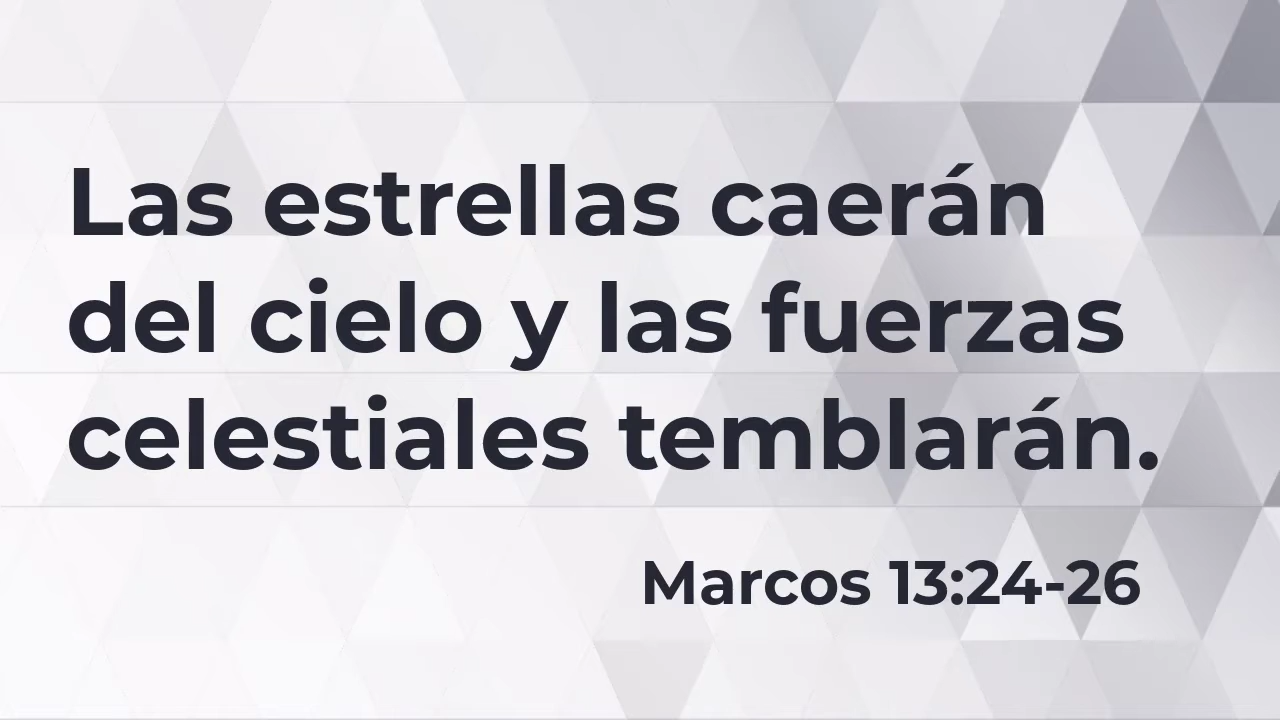 Las estrellas caerán
del cielo y las fuerzas
celestiales temblarán.
Marcos 13:24-26